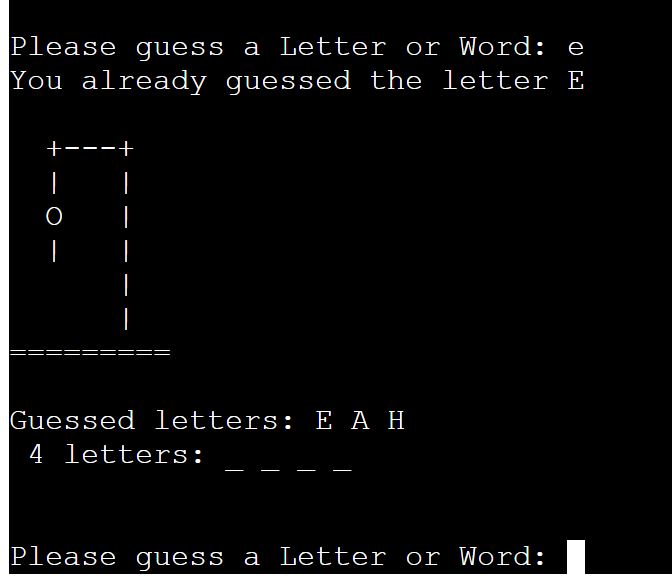 Please guess a Letter or Word: e
You already guessed the letter E
+---+
|   |
O   |
|   |
|
|
=========
Guessed letters: E A H
4 letters: _ _ _ _
Please guess a Letter or Word: